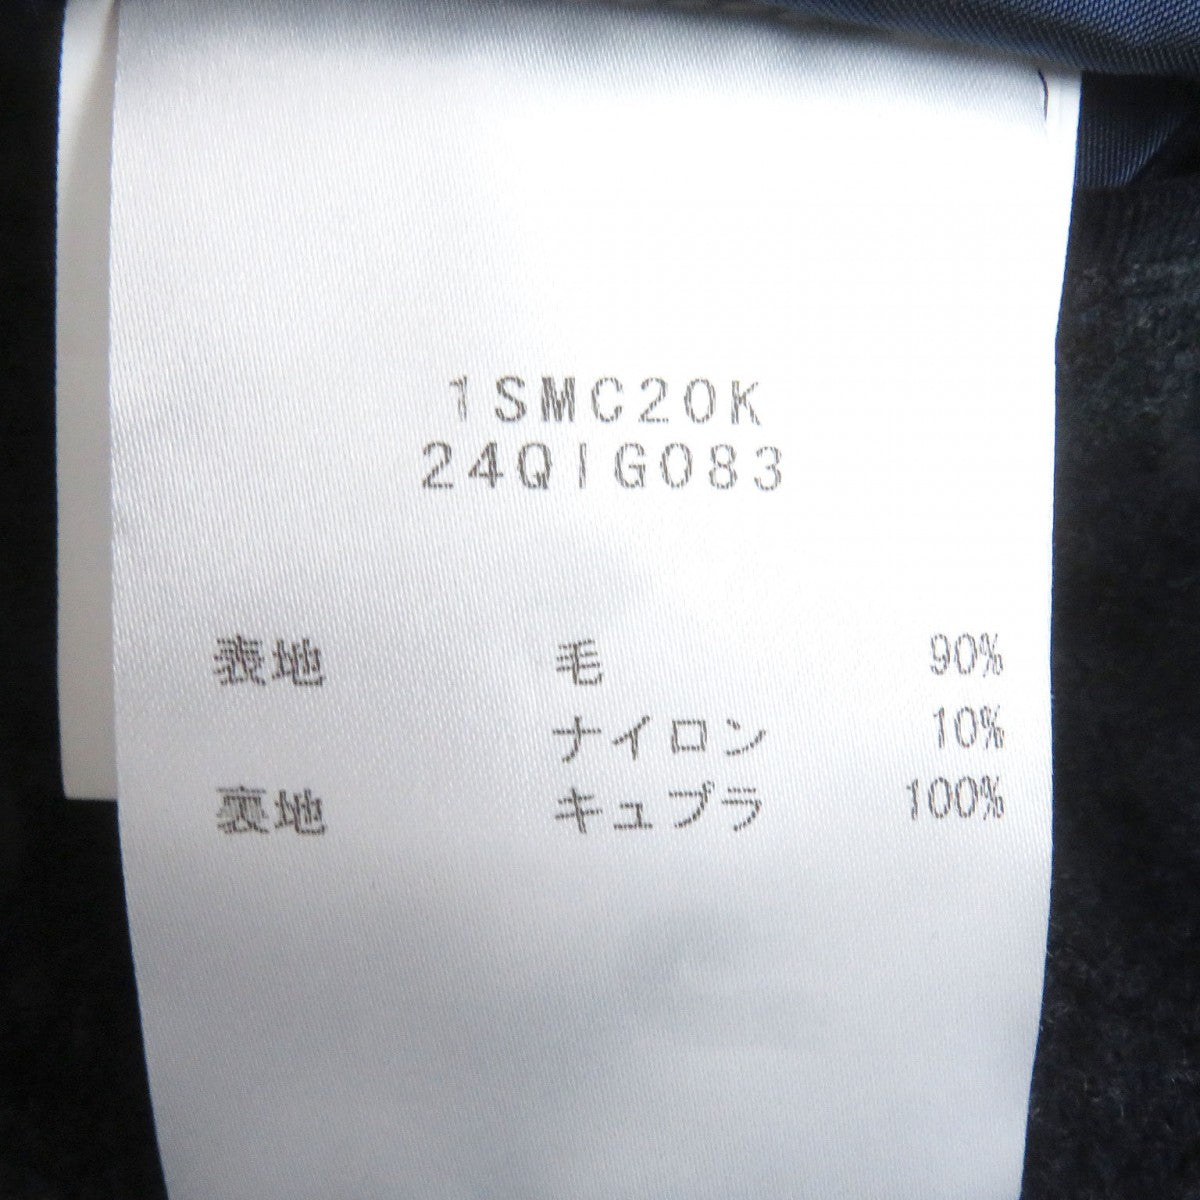 1SMC20K
24QIG083
表地 毛 90%
ナイロン 10%
裏地 キュプラ 100%